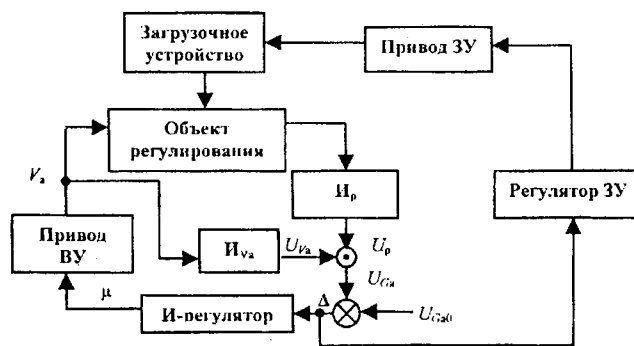 Загрузочное
устройство
Привод ЗУ
Объект
регулирования
Vа
Иρ
Регулятор ЗУ
Привод
ВУ
ИVа
UVа
Uρ
UGа
μ
И-регулятор
Δ
UGа0